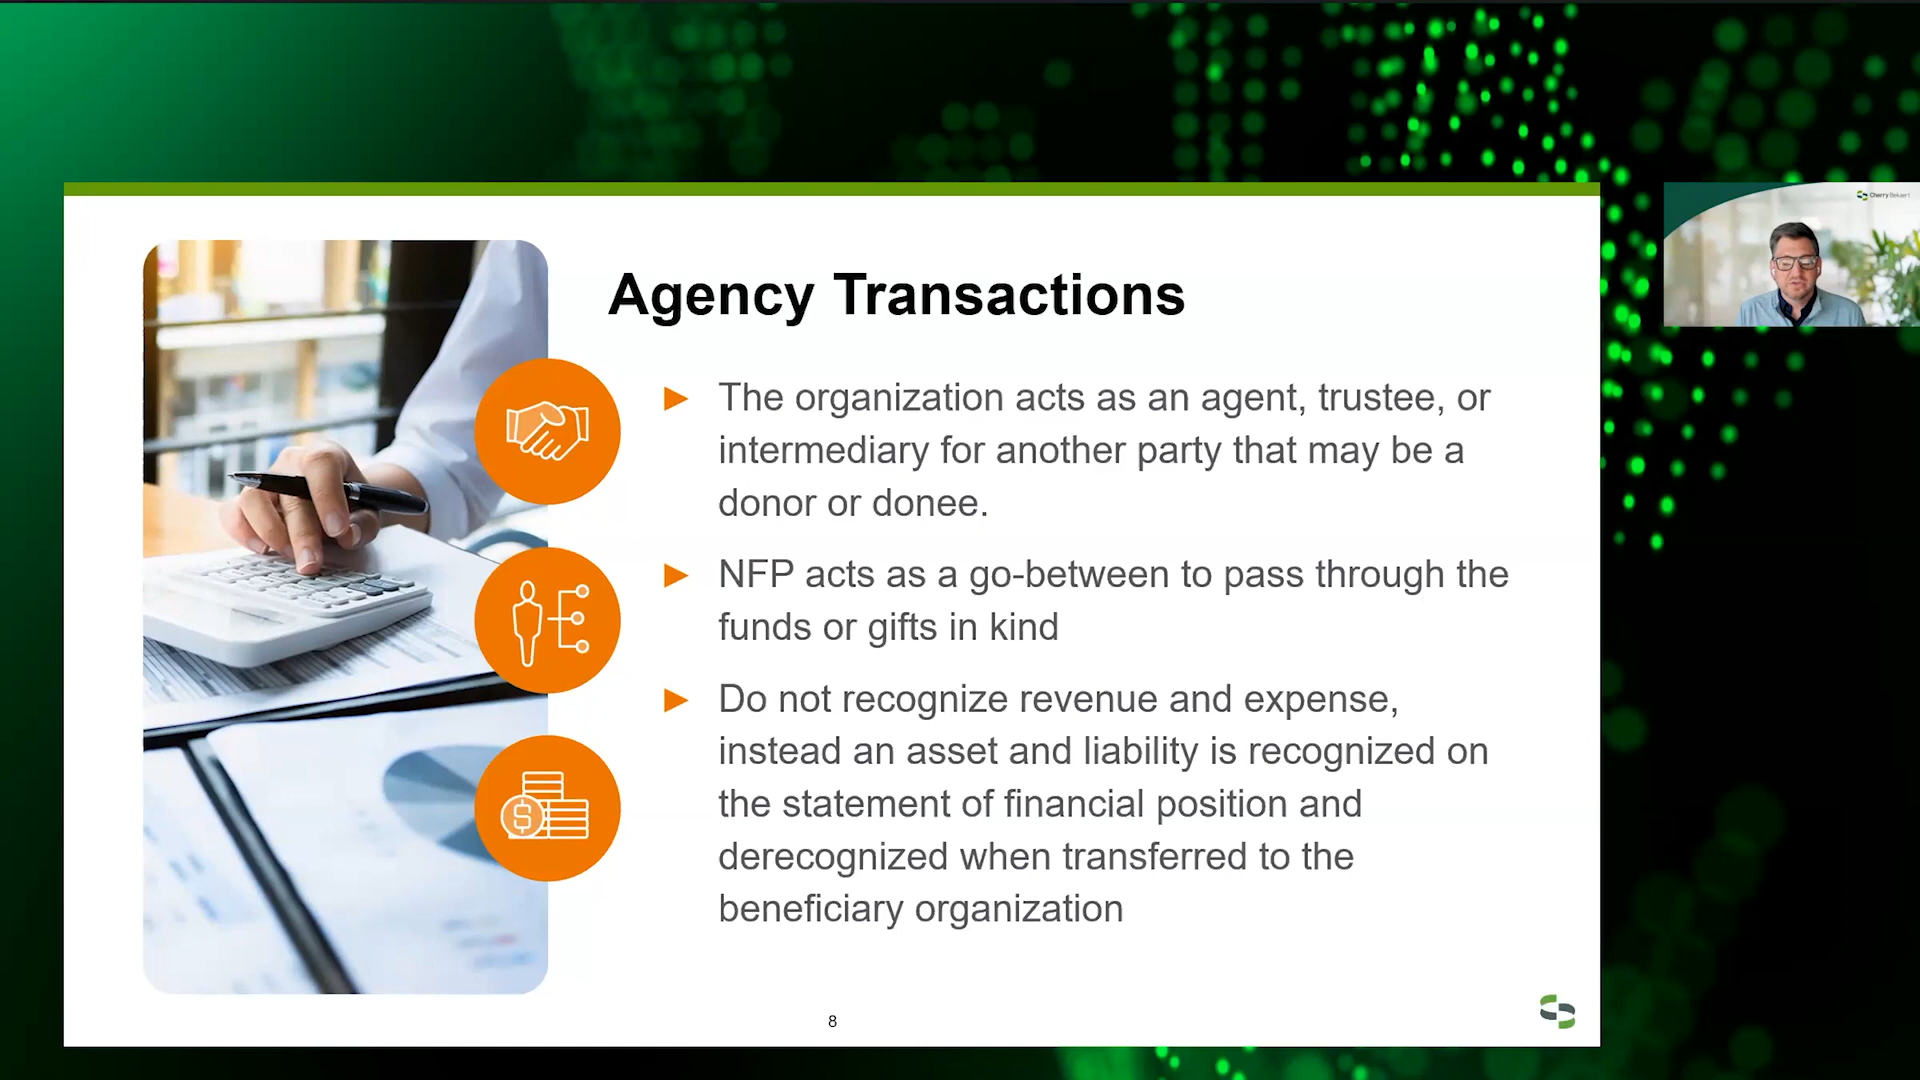 Cherry Bekaert
Agency Transactions
The organization acts as an agent, trustee, or
intermediary for another party that may be a
donor or donee.
NFP acts as a go-between to pass through the
funds or gifts in kind
Do not recognize revenue and expense,
instead an asset and liability is recognized on
the statement of financial position and
derecognized when transferred to the
beneficiary organization
8